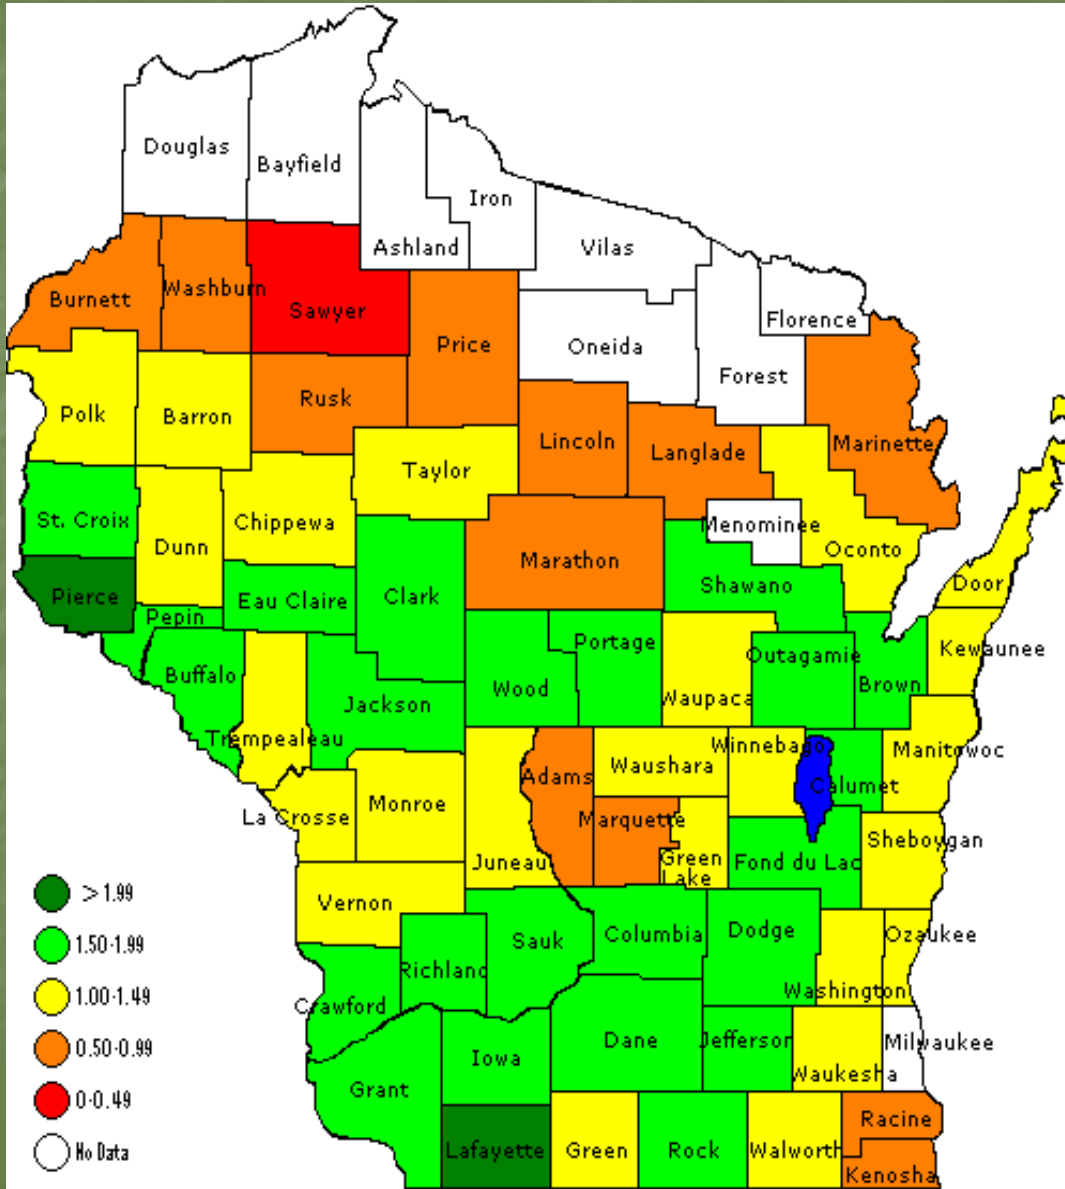 Douglas
Bayfield
Iron
Ashland
Vilas
Burnett
Washburn
Sawyer
Florence
Price
Oneida
Forest
Rusk
Polk
Barron
Lincoln
Marinette
Langlade
Taylor
St. Croix
Chippewa
Menominee
Dunn
Oconto
Marathon
Door
Shawano
Pierce
Eau Claire
Clark
Pepin
Portage
Kewaunee
Outagamie
Buffalo
Brown
Wood
Waupaca
Jackson
Trempealeau
Winnebago
Manitowoc
Waushara
Adams
Calumet
Monroe
La Crosse
Marquette
Sheboygan
Juneau
Green
Lake
Fond du Lac
>1.99
Vernon
Dodge
Columbia
Ozaukee
Sauk
1.50-1.99
Richland
Washington
1.00-1.49
Crawford
Dane
Jefferson
Milwaukee
0.50-0.99
Iowa
Waukesha
Grant
0-0.49
Racine
Lafayette
Green
Rock
Walworth
No Data
Kenosha